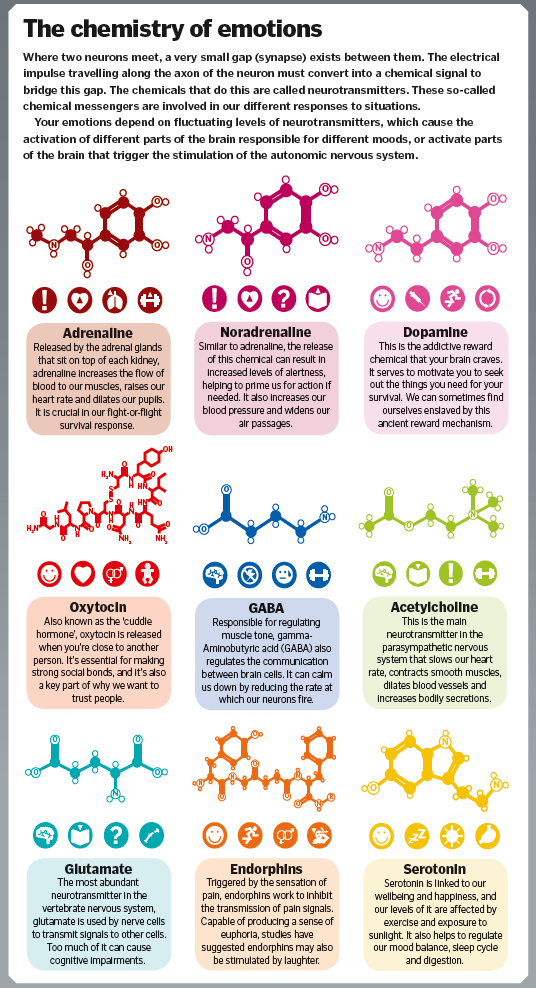 The chemistry of emotions
Where two neurons meet, a very small gap (synapse) exists between them. The electrical
impulse travelling along the axon of the neuron must convert into a chemical signal to
bridge this gap. The chemicals that do this are called neurotransmitters. These so-called
chemical messengers are involved in our different responses to situations.
Your emotions depend on fluctuating levels of neurotransmitters, which cause the
activation of different parts of the brain responsible for different moods, or activate parts
of the brain that trigger the stimulation of the autonomic nervous system.
Adrenaline
Released by the adrenal glands
that sit on top of each kidney,
adrenaline increases the flow of
blood to our muscles, raises our
heart rate and dilates our pupils.
It is crucial in our fight-or-flight
survival response.
Noradrenaline
Similar to adrenaline, the release
of this chemical can result in
increased levels of alertness,
helping to prime us for action if
needed. It also increases our
blood pressure and widens our
air passages.
Dopamine
This is the addictive reward
chemical that your brain craves.
It serves to motivate you to seek
out the things you need for your
survival. We can sometimes find
ourselves enslaved by this
ancient reward mechanism.
Oxytocin
Also known as the 'cuddle
hormone', oxytocin is released
when you're close to another
person. It's essential for making
strong social bonds, and it's also
a key part of why we want to
trust people.
GABA
Responsible for regulating
muscle tone, gamma-
Aminobutyric acid (GABA) also
regulates the communication
between brain cells. It can calm
us down by reducing the rate at
which our neurons fire.
Acetylcholine
This is the main
neurotransmitter in the
parasympathetic nervous
system that slows our heart
rate, contracts smooth muscles,
dilates blood vessels and
increases bodily secretions.
Glutamate
The most abundant
neurotransmitter in the
vertebrate nervous system,
glutamate is used by nerve cells
to transmit signals to other cells.
Too much of it can cause
cognitive impairments.
Endorphins
Triggered by the sensation of
pain, endorphins work to inhibit
the transmission of pain signals.
Capable of producing a sense of
euphoria, studies have
suggested endorphins may also
be stimulated by laughter.
Serotonin
Serotonin is linked to our
wellbeing and happiness, and
our levels of it are affected by
exercise and exposure to
sunlight. It also helps to regulate
our mood balance, sleep cycle
and digestion.